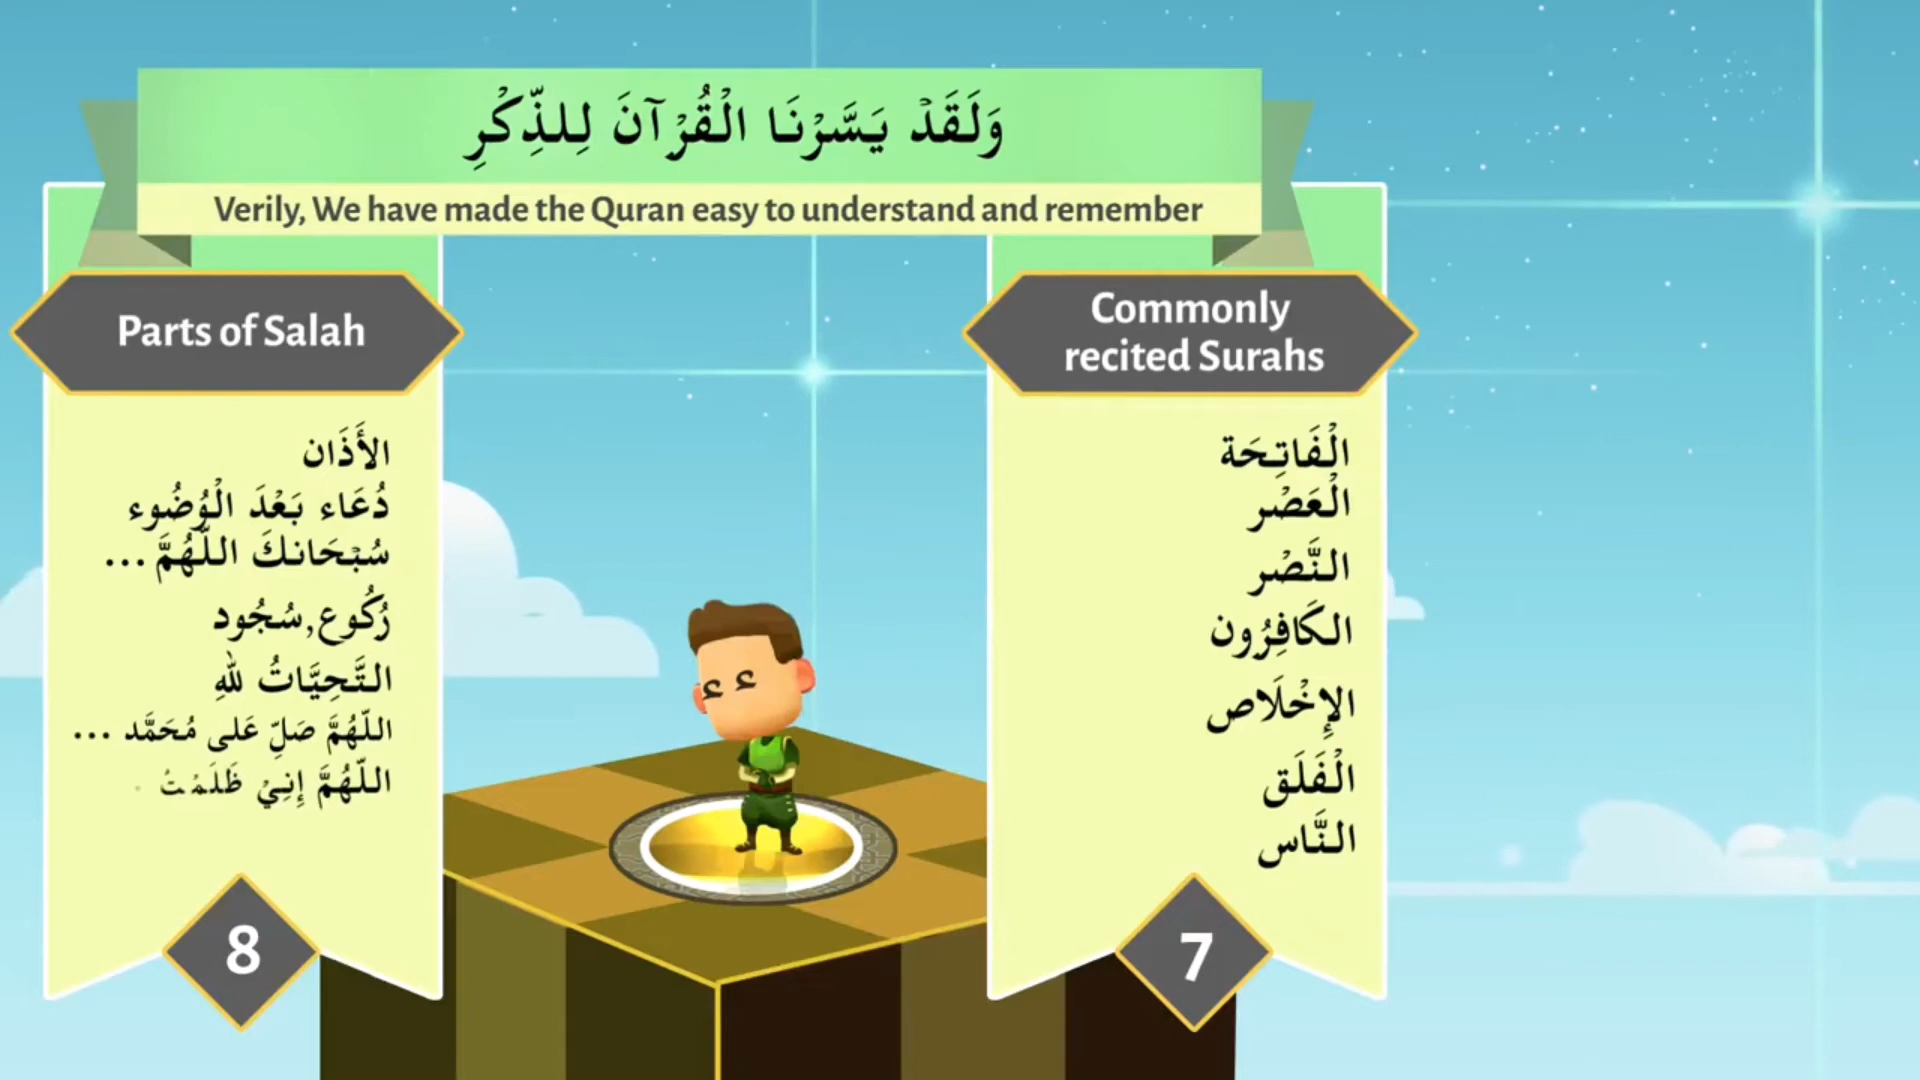 وَلَقَدْ يَسَّرْنَا الْقُرْآنَ لِلذِّكْرِ
Verily, We have made the Quran easy to understand and remember
Parts of Salah
الأَذَان
دُعَاء بَعْدَ الْوُضُوء
سُبْحَانكَ اللّهُمَّ ...
رُكُوع,سُجُود
التَّحِيَّاتُ للهِ
اللّهُمَّ صَلِّ عَلى مُحَمَّد ...
اللّهُمَّ إِنِيْ ظَلَمْتُ
8
Commonly
recited Surahs
الْفَاتِحَة
الْعَصْر
النَّصْر
الكَافِرُون
الإِخْلَاص
الْفَلَق
النَّاس
7